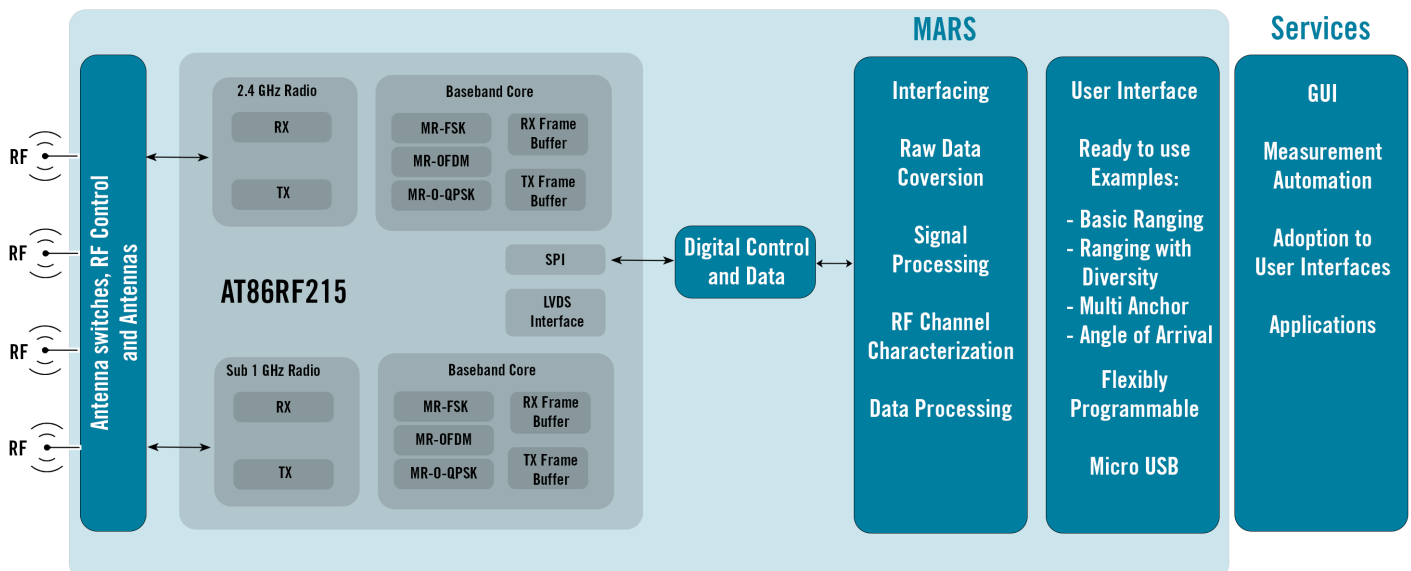 MARS
Services
RF
RF
RF
RF
Antenna switches, RF Control
and Antennas
2.4 GHz Radio
RX
TX
Baseband Core
MR-FSK
MR-OFDM
MR-O-QPSK
RX Frame
Buffer
TX Frame
Buffer
AT86RF215
SPI
LVDS
Interface
Sub 1 GHz Radio
RX
TX
Baseband Core
MR-FSK
MR-OFDM
MR-O-QPSK
RX Frame
Buffer
TX Frame
Buffer
Digital Control
and Data
Interfacing
Raw Data
Coversion
Signal
Processing
RF Channel
Characterization
Data Processing
User Interface
Ready to use
Examples:
- Basic Ranging
- Ranging with
Diversity
- Multi Anchor
- Angle of Arrival
Flexibly
Programmable
Micro USB
GUI
Measurement
Automation
Adoption to
User Interfaces
Applications